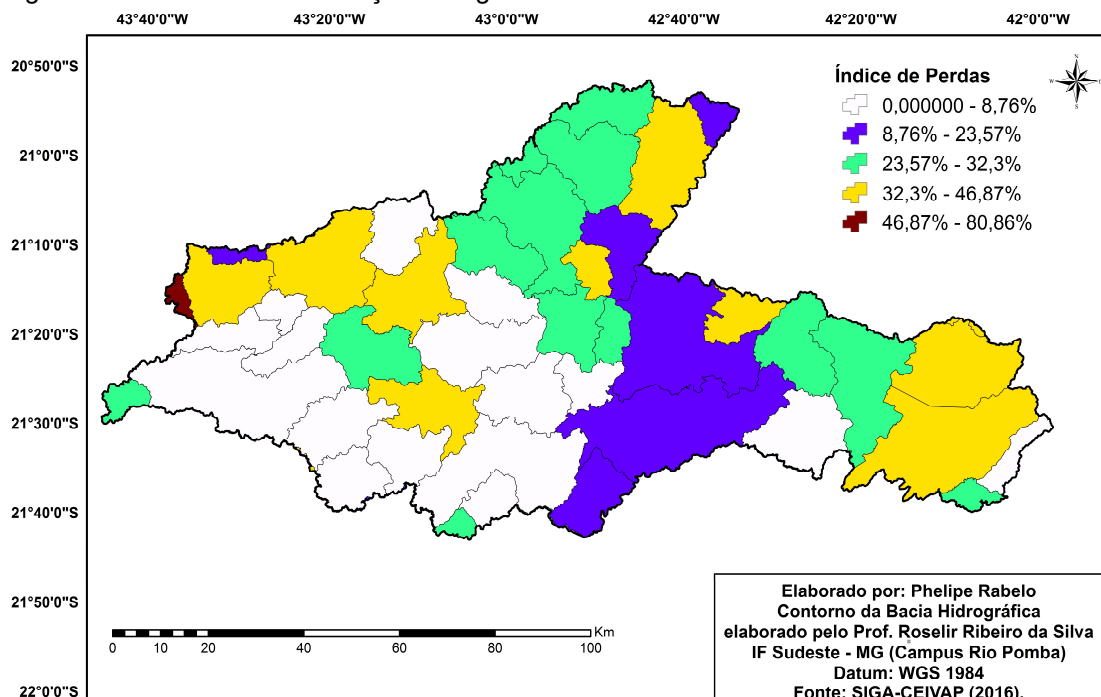 43°40'0"W 43°20'0"W 43°0'0"W 42°40'0"W 42°20'0"W 42°0'0"W
20°50'0"S
21°0'0"S
21°10'0"S
21°20'0"S
21°30'0"S
21°40'0"S
21°50'0"S
22°0'0"S
Índice de Perdas
0,000000 - 8,76%
8,76% - 23,57%
23,57% - 32,3%
32,3% - 46,87%
46,87% - 80,86%
N
W
S
Km
0 10 20 40 60 80 100
Elaborado por: Phelipe Rabelo
Contorno da Bacia Hidrográfica
elaborado pelo Prof. Roselir Ribeiro da Silva
IF Sudeste - MG (Campus Rio Pomba)
Datum: WGS 1984
Fonte: SIGA-CEIVAP (2016).